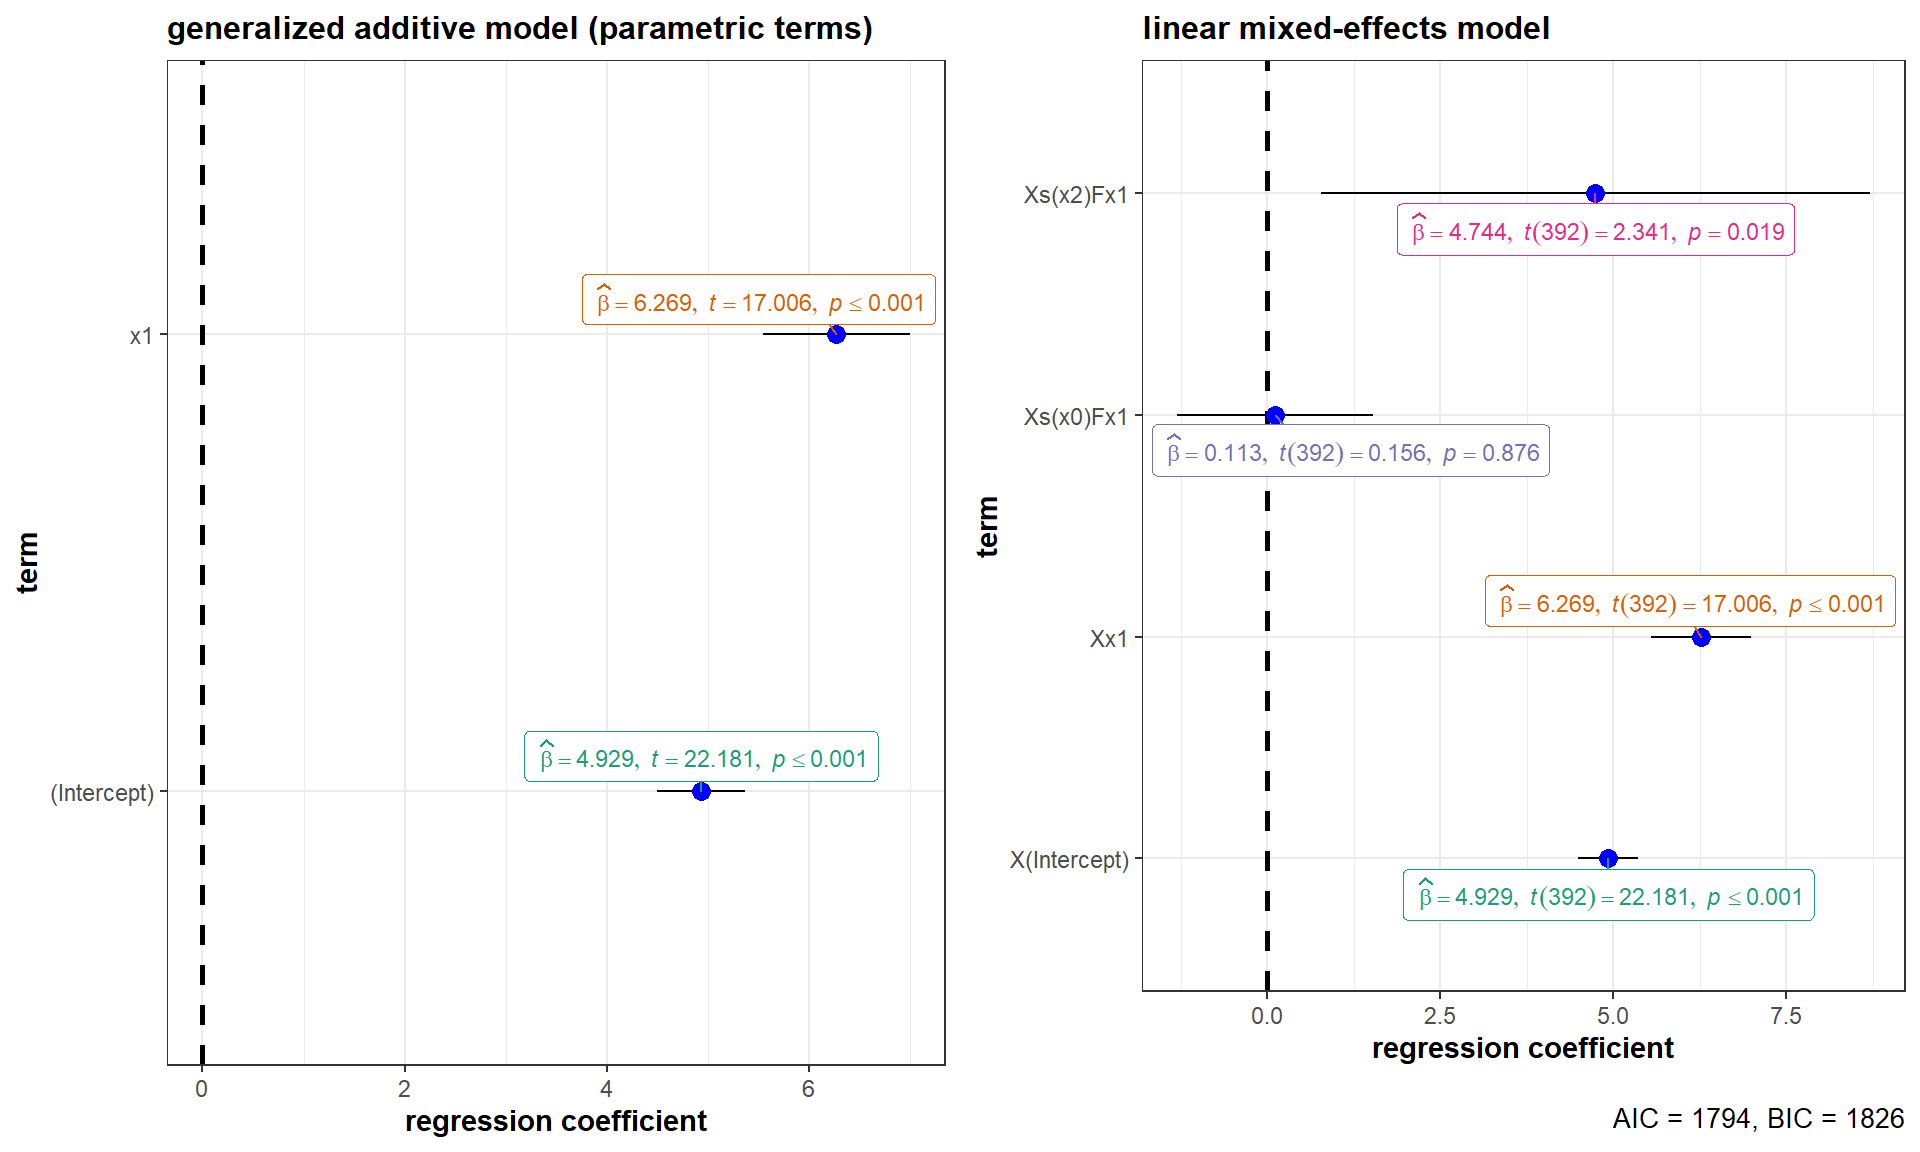 generalized additive model (parametric terms)
term
x1
(Intercept)
β̂ = 6.269, t = 17.006, p ≤ 0.001
β̂ = 4.929, t = 22.181, p ≤ 0.001
0 2 4 6
regression coefficient
linear mixed-effects model
term
Xs(x2)Fx1
Xs(x0)Fx1
Xx1
X(Intercept)
β̂ = 4.744, t(392) = 2.341, p = 0.019
β̂ = 0.113, t(392) = 0.156, p = 0.876
β̂ = 6.269, t(392) = 17.006, p ≤ 0.001
β̂ = 4.929, t(392) = 22.181, p ≤ 0.001
0.0 2.5 5.0 7.5
regression coefficient
AIC = 1794, BIC = 1826